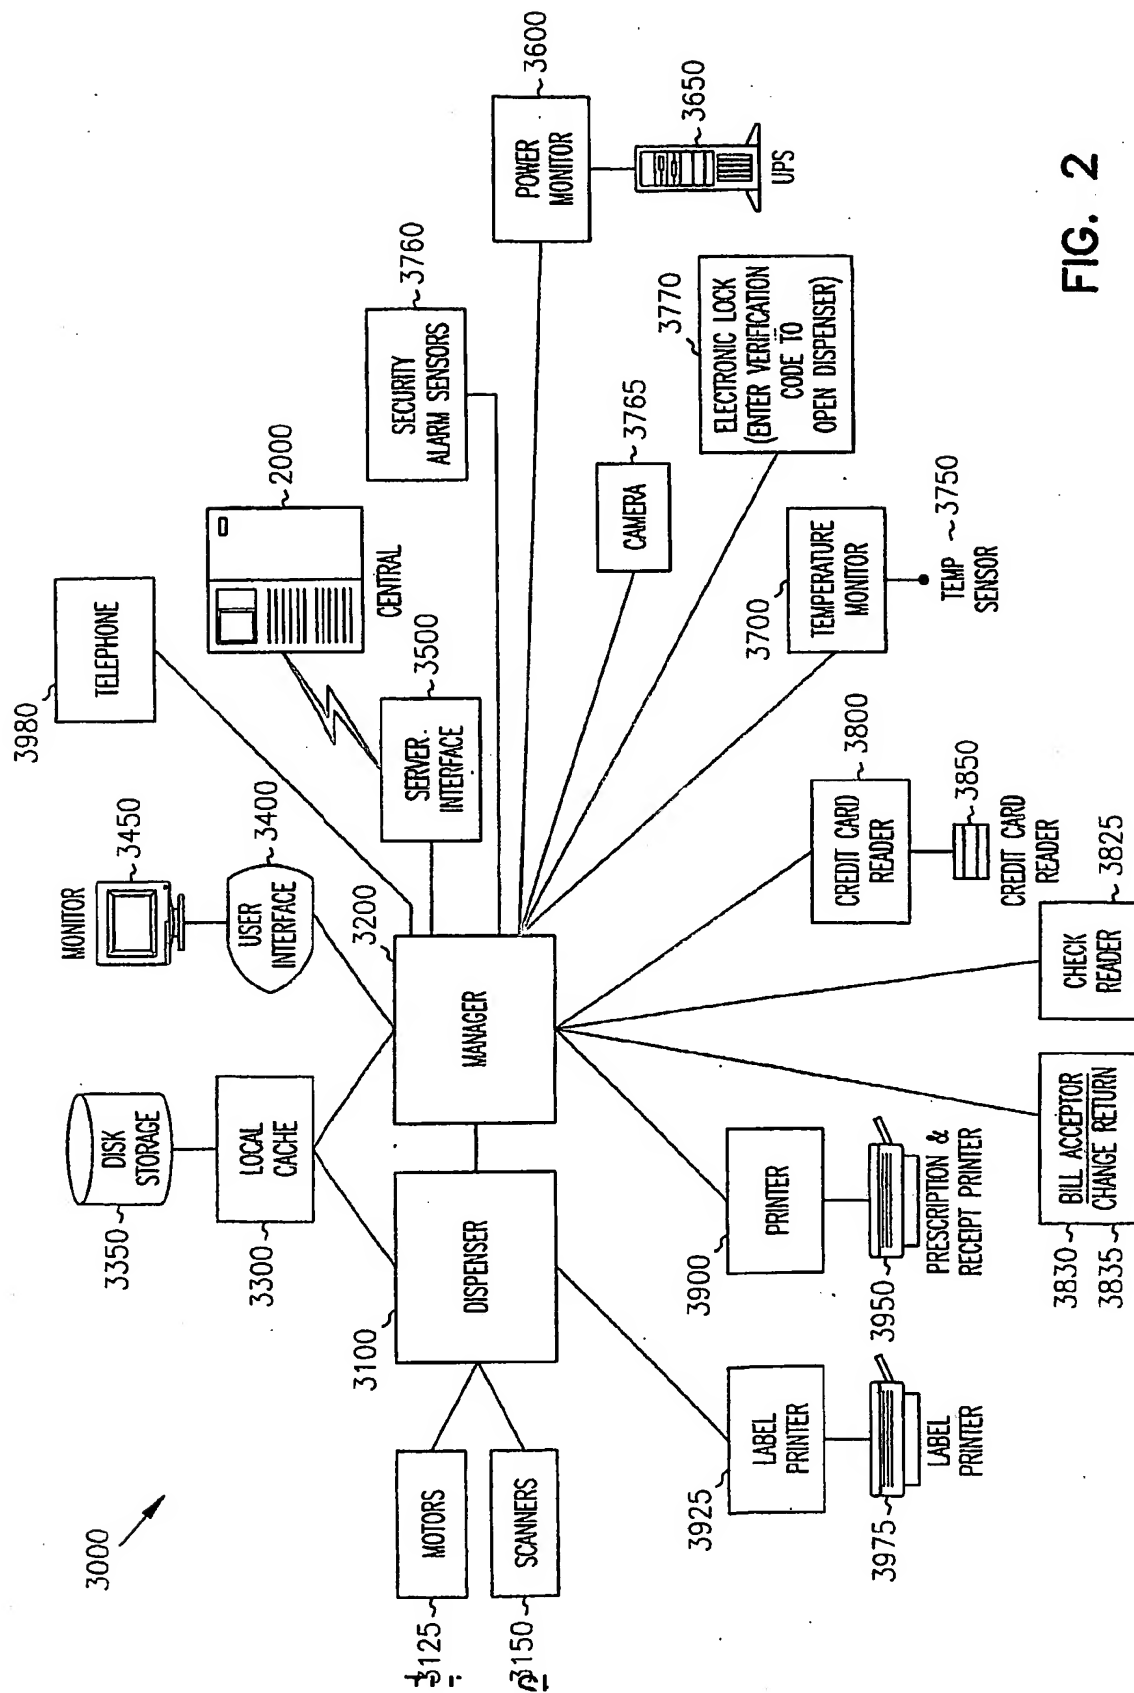 3000
3125
MOTORS
3150
SCANNERS
3350
DISK
STORAGE
3300
LOCAL
CACHE
3100
DISPENSER
3925
LABEL
PRINTER
3975
LABEL
PRINTER
MONITOR
3450
USER
INTERFACE
3400
3200
MANAGER
3900
PRINTER
3950
PRESCRIPTION &
RECEIPT PRINTER
3830
BILL ACCEPTOR
3835
CHANGE RETURN
CHECK
READER
3825
3980
TELEPHONE
2000
CENTRAL
3500
SERVER
INTERFACE
CREDIT CARD
READER
3800
3850
CREDIT CARD
READER
SECURITY
ALARM SENSORS
3760
CAMERA
3765
3700
TEMPERATURE
MONITOR
TEMP
SENSOR
3750
ELECTRONIC LOCK
(ENTER VERIFICATION
CODE TO
OPEN DISPENSER)
3770
POWER
MONITOR
3600
3650
UPS
FIG. 2